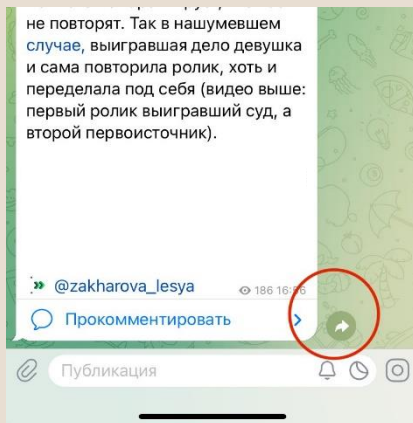 не повторят. Так в нашумевшем
случае, выигравшая дело девушка
и сама повторила ролик, хоть и
переделала под себя (видео выше:
первый ролик выигравший суд, а
второй первоисточник).
@zakharova_lesya 186
Прокомментировать
Публикация